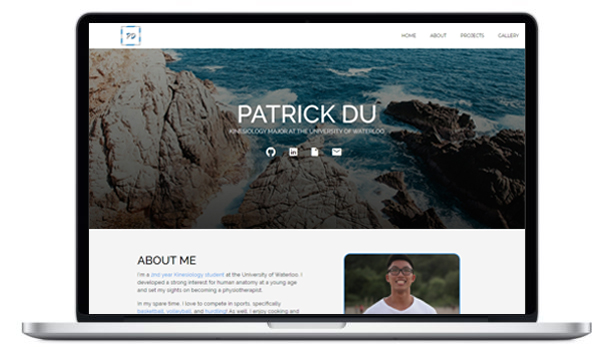 PD
HOME ABOUT PROJECTS GALLERY
PATRICK DU
KINESIOLOGY MAJOR AT THE UNIVERSITY OF WATERLOO
in
ABOUT ME
I'm a 2nd year Kinesiology student at the University of Waterloo. I
developed a strong interest for human anatomy at a young age
and set my sights on becoming a physiotherapist.
In my spare time, I love to compete in sports, specifically
basketball, volleyball, and hurdling! As well, I enjoy cooking and